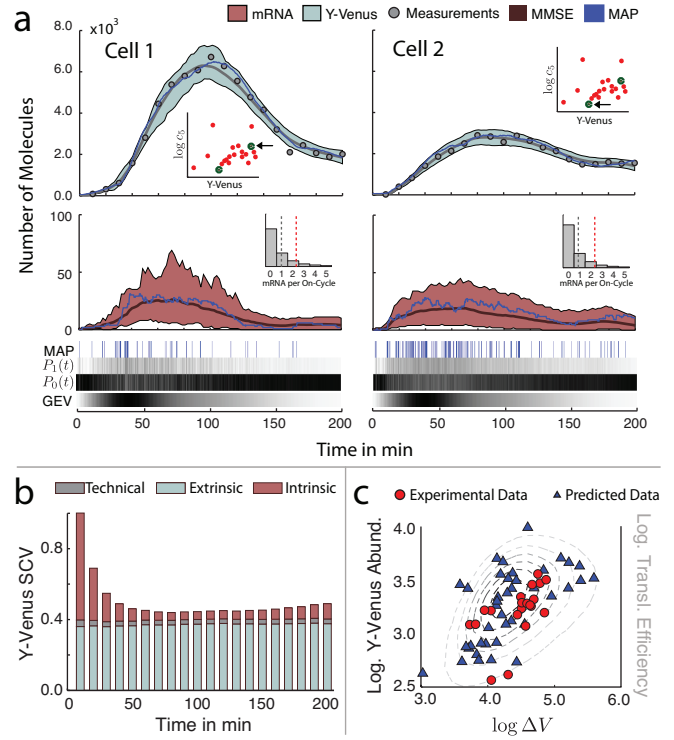 a
mRNA Y-Venus Measurements MMSE MAP
×10³
Cell 1
Cell 2
8.0
6.0
4.0
2.0
0.0
log c₅
Y-Venus
log c₅
Y-Venus
Number of Molecules
100
50
0
0 1 2 3 4 5
mRNA per On-Cycle
0 1 2 3 4 5
mRNA per On-Cycle
MAP
P₁(t)
P₀(t)
GEV
0 50 100 150 200
0 50 100 150 200
Time in min
b
Technical Extrinsic Intrinsic
Y-Venus SCV
0.8
0.4
0.0
0 50 100 150 200
Time in min
c
Experimental Data Predicted Data
Log. Y-Venus Abund.
4.0
3.5
3.0
2.5
3.0 4.0 5.0 6.0
log ΔV
Log. Transl. Efficiency